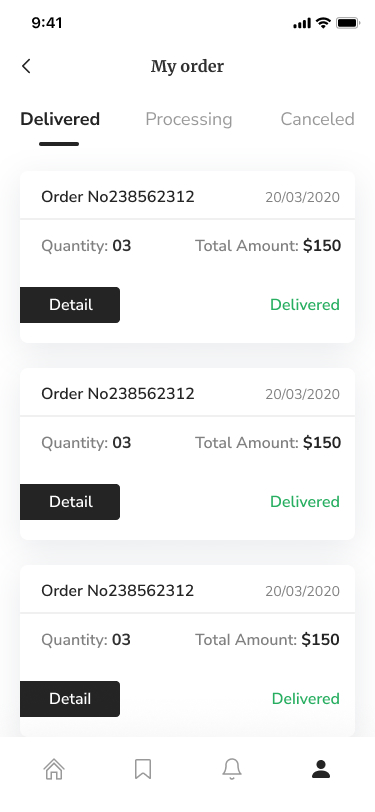 9:41
My order
Delivered Processing Canceled
Order No238562312 20/03/2020
Quantity: 03 Total Amount: $150
Detail Delivered
Order No238562312 20/03/2020
Quantity: 03 Total Amount: $150
Detail Delivered
Order No238562312 20/03/2020
Quantity: 03 Total Amount: $150
Detail Delivered